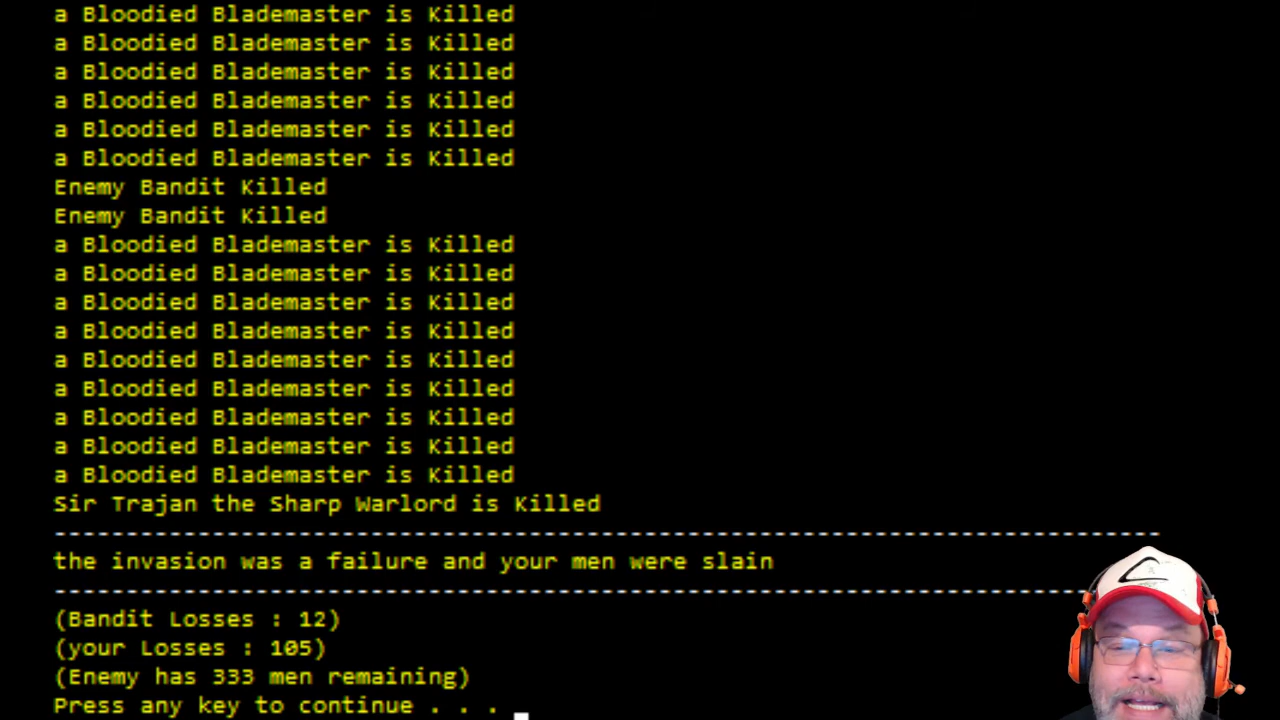 a Bloodied Blademaster is Killed
a Bloodied Blademaster is Killed
a Bloodied Blademaster is Killed
a Bloodied Blademaster is Killed
a Bloodied Blademaster is Killed
a Bloodied Blademaster is Killed
Enemy Bandit Killed
Enemy Bandit Killed
a Bloodied Blademaster is Killed
a Bloodied Blademaster is Killed
a Bloodied Blademaster is Killed
a Bloodied Blademaster is Killed
a Bloodied Blademaster is Killed
a Bloodied Blademaster is Killed
a Bloodied Blademaster is Killed
a Bloodied Blademaster is Killed
a Bloodied Blademaster is Killed
Sir Trajan the Sharp Warlord is Killed
-----------------------------------------------------------------------------
the invasion was a failure and your men were slain
-----------------------------------------------------------------------------
(Bandit Losses : 12)
(your Losses : 105)
(Enemy has 333 men remaining)
Press any key to continue . . .